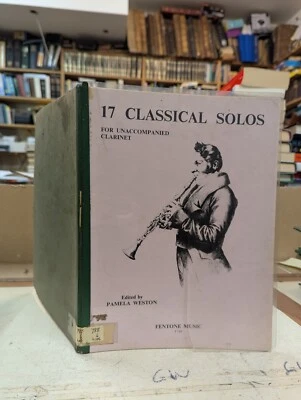 17 CLASSICAL SOLOS
FOR UNACCOMPANIED
CLARINET
Edited by
PAMELA WESTON
FENTONE MUSIC